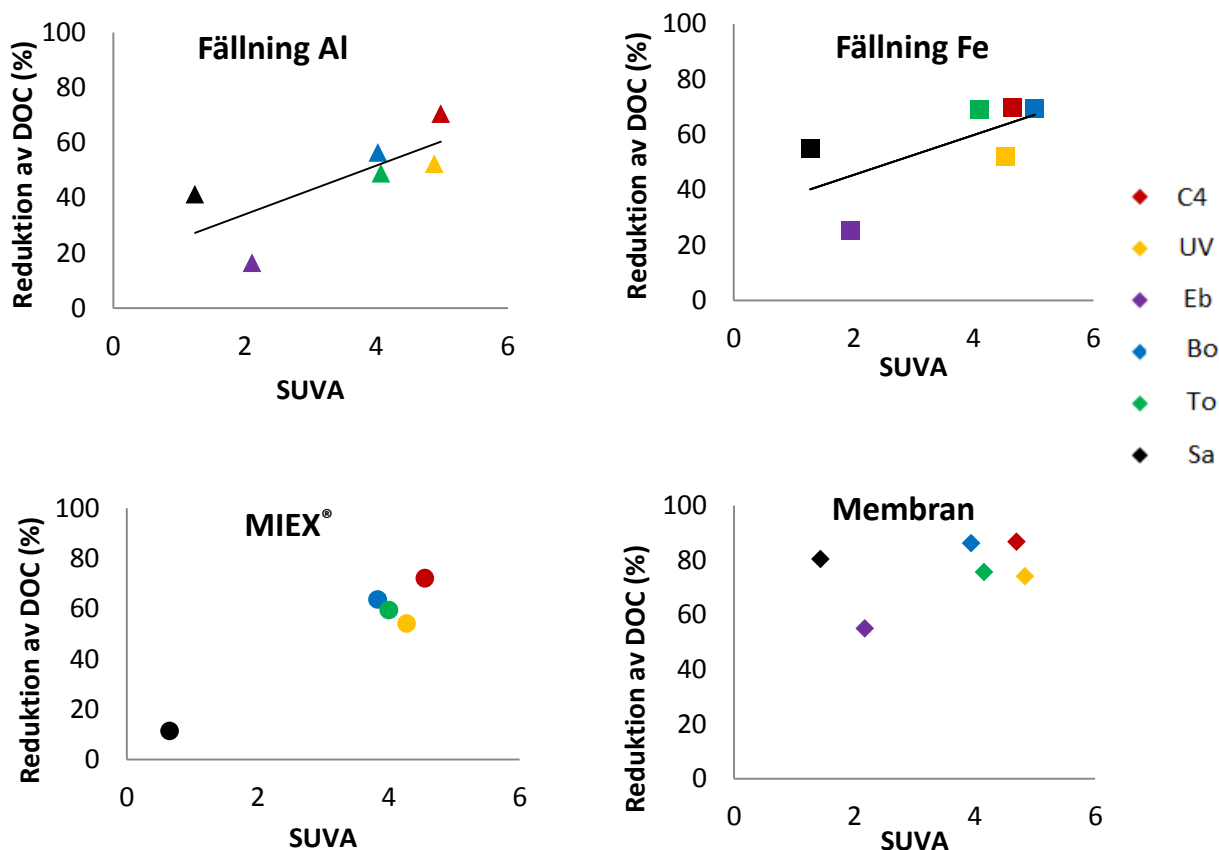 Fällning Al
Reduktion av DOC (%)
100
80
60
40
20
0
0 2 4 6
SUVA
Fällning Fe
Reduktion av DOC (%)
100
80
60
40
20
0
0 2 4 6
SUVA
C4
UV
Eb
Bo
To
Sa
MIEX®
Reduktion av DOC (%)
100
80
60
40
20
0
0 2 4 6
SUVA
Membran
Reduktion av DOC (%)
100
80
60
40
20
0
0 2 4 6
SUVA